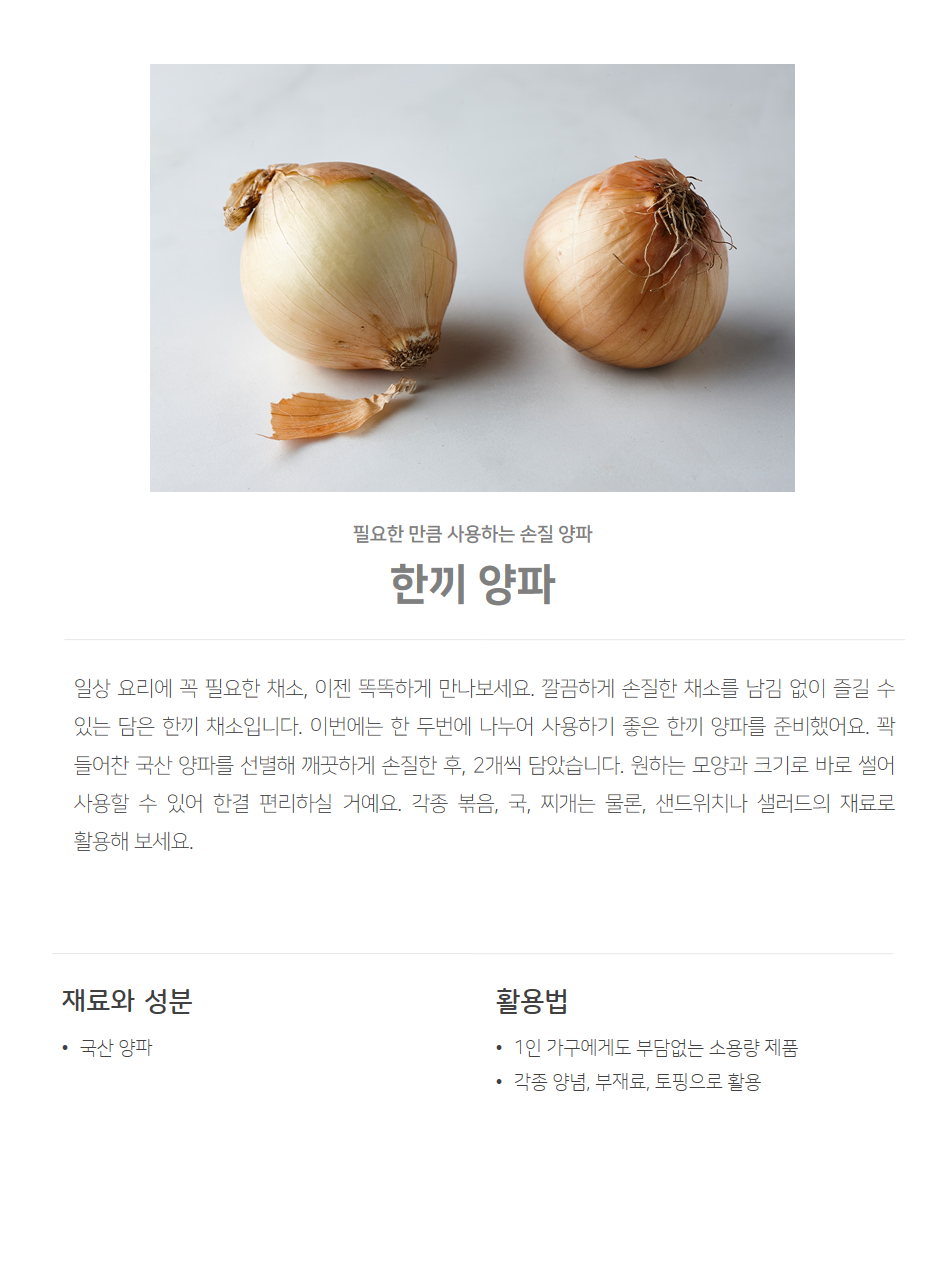 필요한 만큼 사용하는 손질 양파
한끼 양파
일상 요리에 꼭 필요한 채소, 이젠 똑똑하게 만나보세요. 깔끔하게 손질한 채소를 남김 없이 즐길 수
있는 담은 한끼 채소입니다. 이번에는 한 두번에 나누어 사용하기 좋은 한끼 양파를 준비했어요. 꽉
들어찬 국산 양파를 선별해 깨끗하게 손질한 후, 2개씩 담았습니다. 원하는 모양과 크기로 바로 썰어
사용할 수 있어 한결 편리하실 거예요. 각종 볶음, 국, 찌개는 물론, 샌드위치나 샐러드의 재료로
활용해 보세요.
재료와 성분
• 국산 양파
활용법
• 1인 가구에게도 부담없는 소용량 제품
• 각종 양념, 부재료, 토핑으로 활용